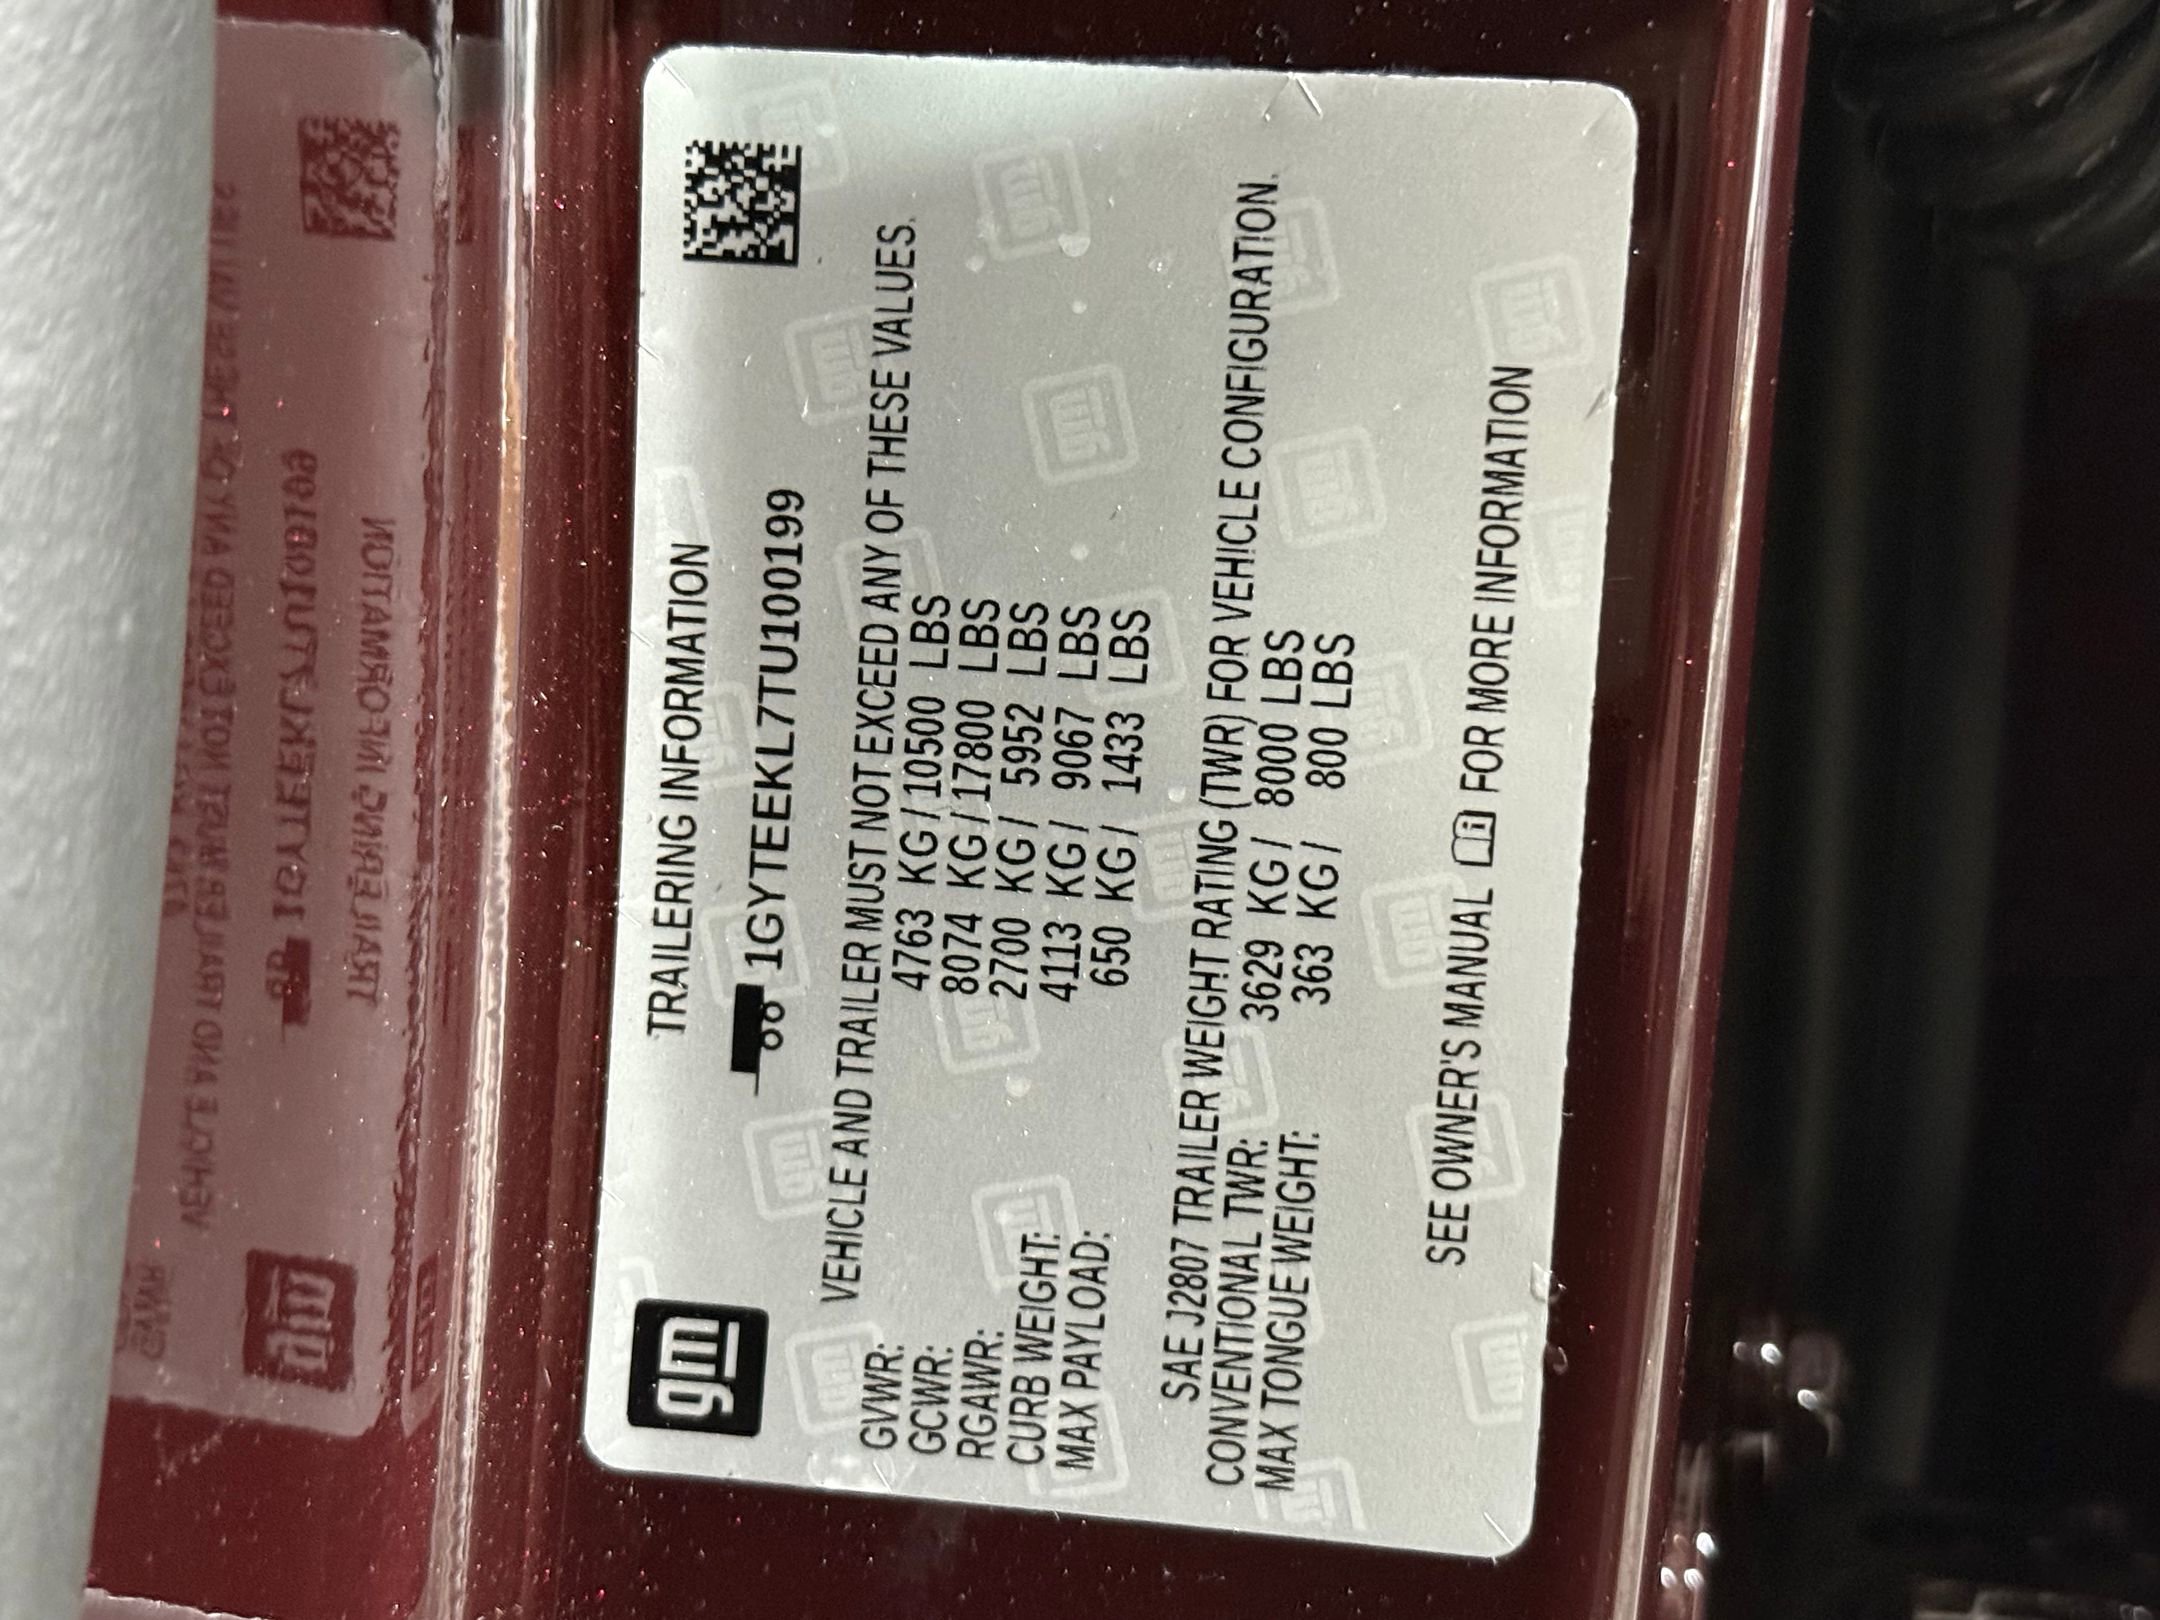 gm
TRAILERING INFORMATION
1GYTEEKL7TU100199
VEHICLE AND TRAILER MUST NOT EXCEED ANY OF THESE VALUES.
GVWR: 4763 KG / 10500 LBS
GCWR: 8074 KG / 17800 LBS
RGAWR: 2700 KG / 5952 LBS
CURB WEIGHT: 4113 KG / 9067 LBS
MAX PAYLOAD: 650 KG / 1433 LBS
SAE J2807 TRAILER WEIGHT RATING (TWR) FOR VEHICLE CONFIGURATION.
CONVENTIONAL TWR: 3629 KG / 8000 LBS
MAX TONGUE WEIGHT: 363 KG / 800 LBS
SEE OWNER'S MANUAL FOR MORE INFORMATION